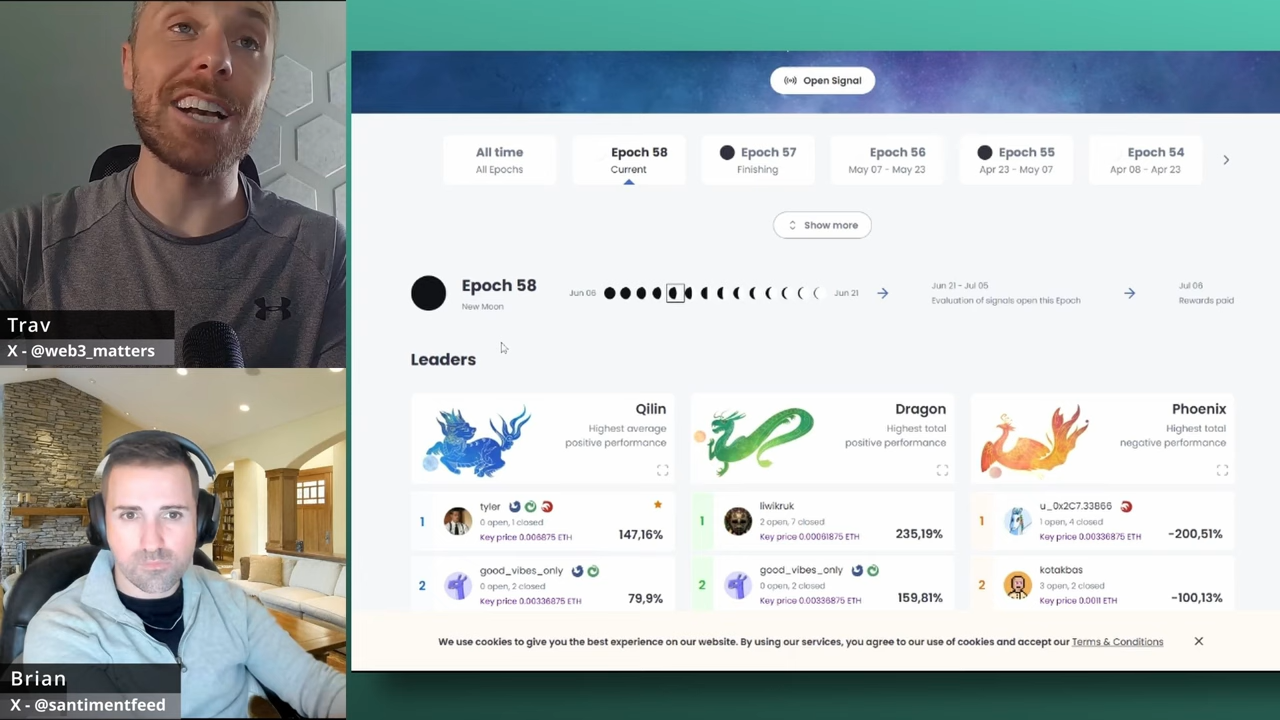 Trav
X - @web3_matters
Brian
X - @santimentfeed
Open Signal
All time
All Epochs
Epoch 58
Current
Epoch 57
Finishing
Epoch 56
May 07 - May 23
Epoch 55
Apr 23 - May 07
Epoch 54
Apr 08 - Apr 23
Show more
Epoch 58
New Moon
Jun 06
Jun 21
Jun 21 - Jul 05
Evaluation of signals open this Epoch
Jul 06
Rewards paid
Leaders
Qilin
Highest average
positive performance
1
tyler
0 open, 1 closed
Key price 0.006875 ETH
147,16%
2
good_vibes_only
0 open, 2 closed
Key price 0.00336875 ETH
79,9%
Dragon
Highest total
positive performance
1
liwikruk
2 open, 7 closed
Key price 0.00061875 ETH
235,19%
2
good_vibes_only
0 open, 2 closed
Key price 0.00336875 ETH
159,81%
Phoenix
Highest total
negative performance
1
u_0x2C7.33B66
1 open, 4 closed
Key price 0.00336875 ETH
-200,51%
2
kotakbas
3 open, 2 closed
Key price 0.0011 ETH
-100,13%
We use cookies to give you the best experience on our website. By using our services, you agree to our use of cookies and accept our Terms & Conditions